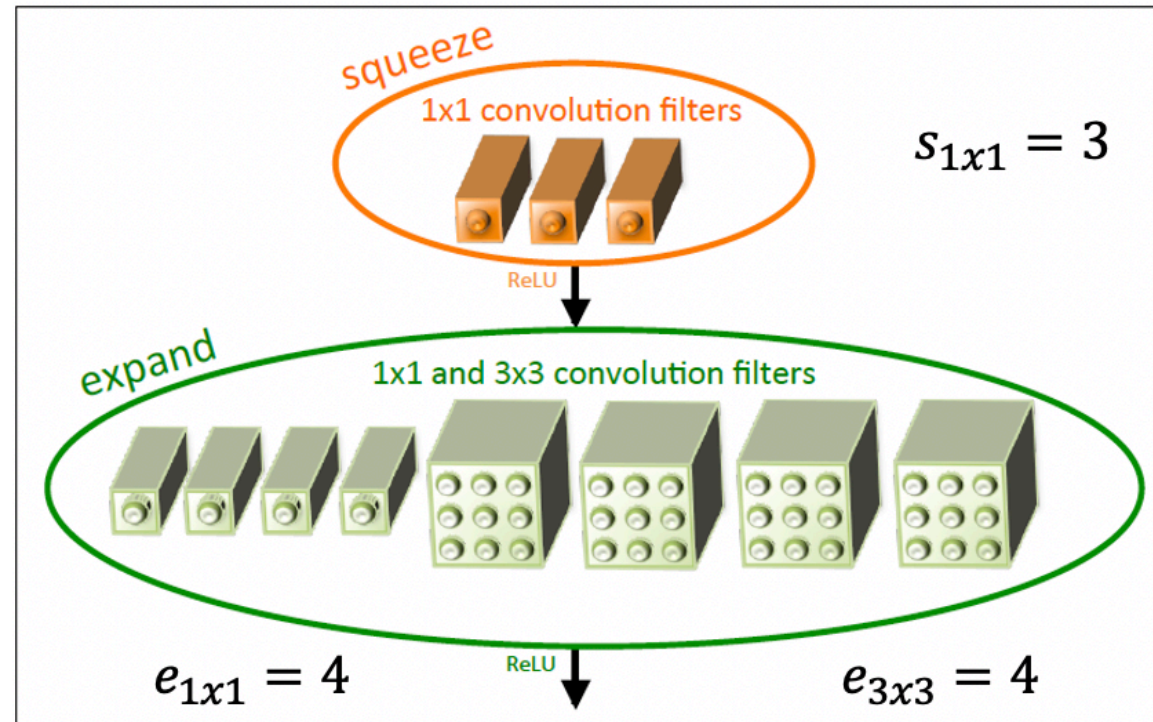 squeeze
1x1 convolution filters
s1x1 = 3
ReLU
expand
1x1 and 3x3 convolution filters
e1x1 = 4
ReLU
e3x3 = 4